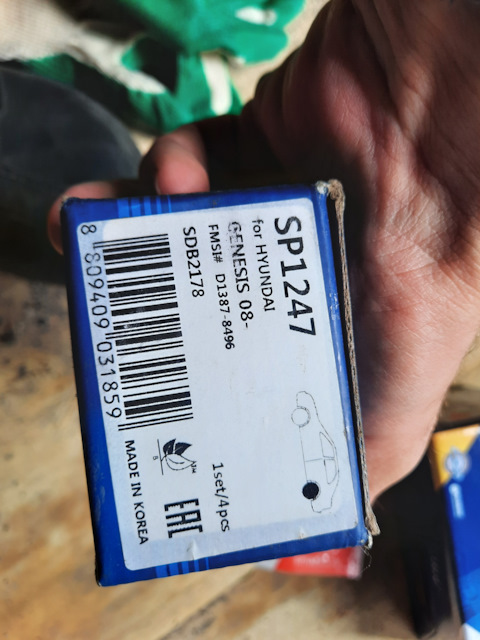 SP1247
for HYUNDAI
GENESIS 08-
FMSI# D1387-8496
SDB2178
1set/4pcs
8 809409 031859
EAC
MADE IN KOREA